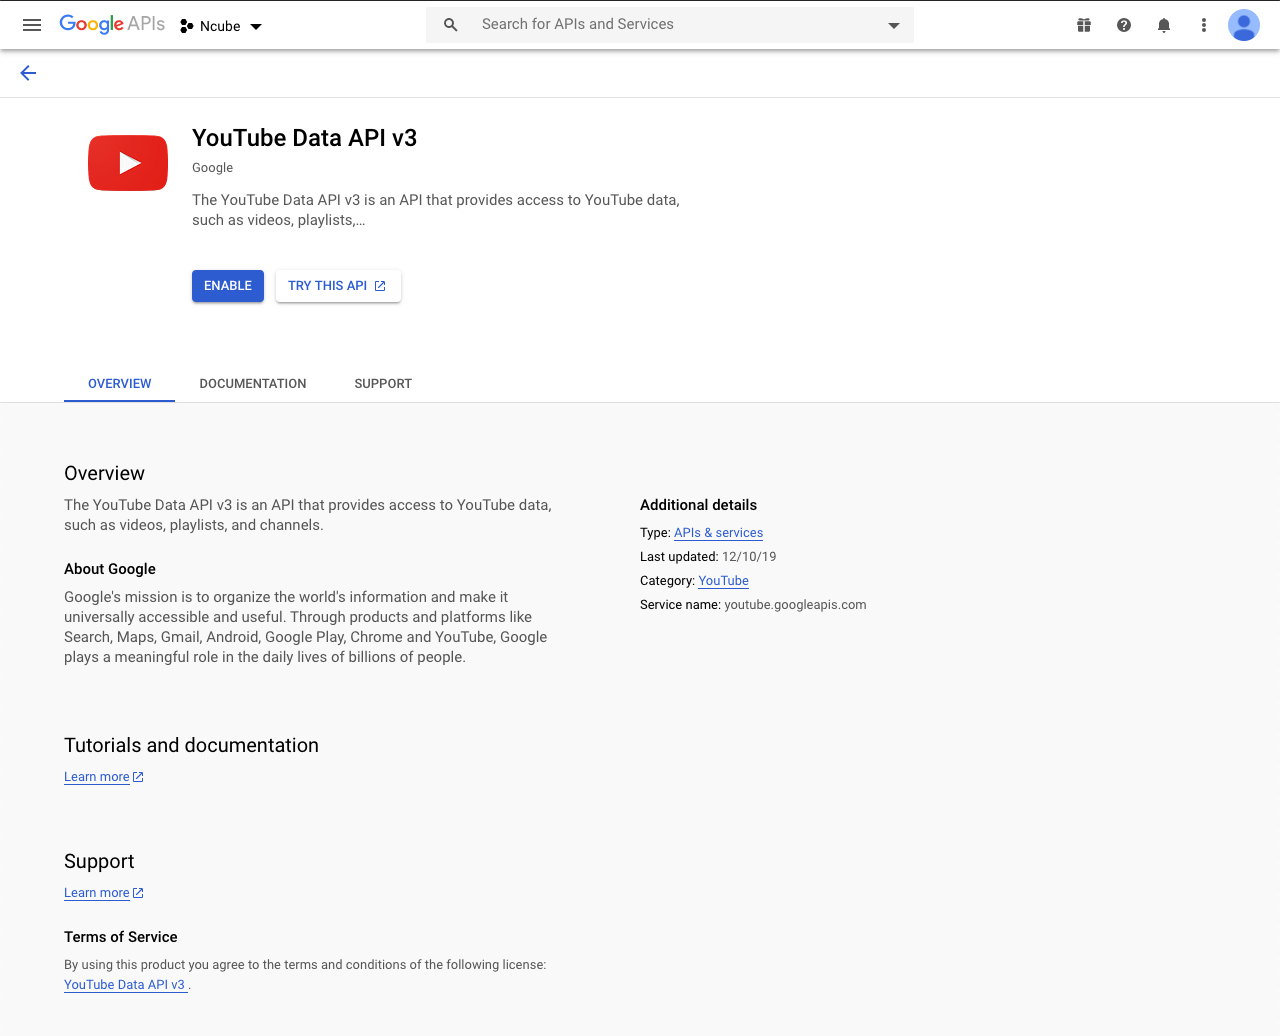 Google APIs Ncube Search for APIs and Services
YouTube Data API v3
Google
The YouTube Data API v3 is an API that provides access to YouTube data,
such as videos, playlists,...
ENABLE TRY THIS API
OVERVIEW DOCUMENTATION SUPPORT
Overview
The YouTube Data API v3 is an API that provides access to YouTube data,
such as videos, playlists, and channels.
About Google
Google's mission is to organize the world's information and make it
universally accessible and useful. Through products and platforms like
Search, Maps, Gmail, Android, Google Play, Chrome and YouTube, Google
plays a meaningful role in the daily lives of billions of people.
Additional details
Type: APIs & services
Last updated: 12/10/19
Category: YouTube
Service name: youtube.googleapis.com
Tutorials and documentation
Learn more
Support
Learn more
Terms of Service
By using this product you agree to the terms and conditions of the following license:
YouTube Data API v3 .